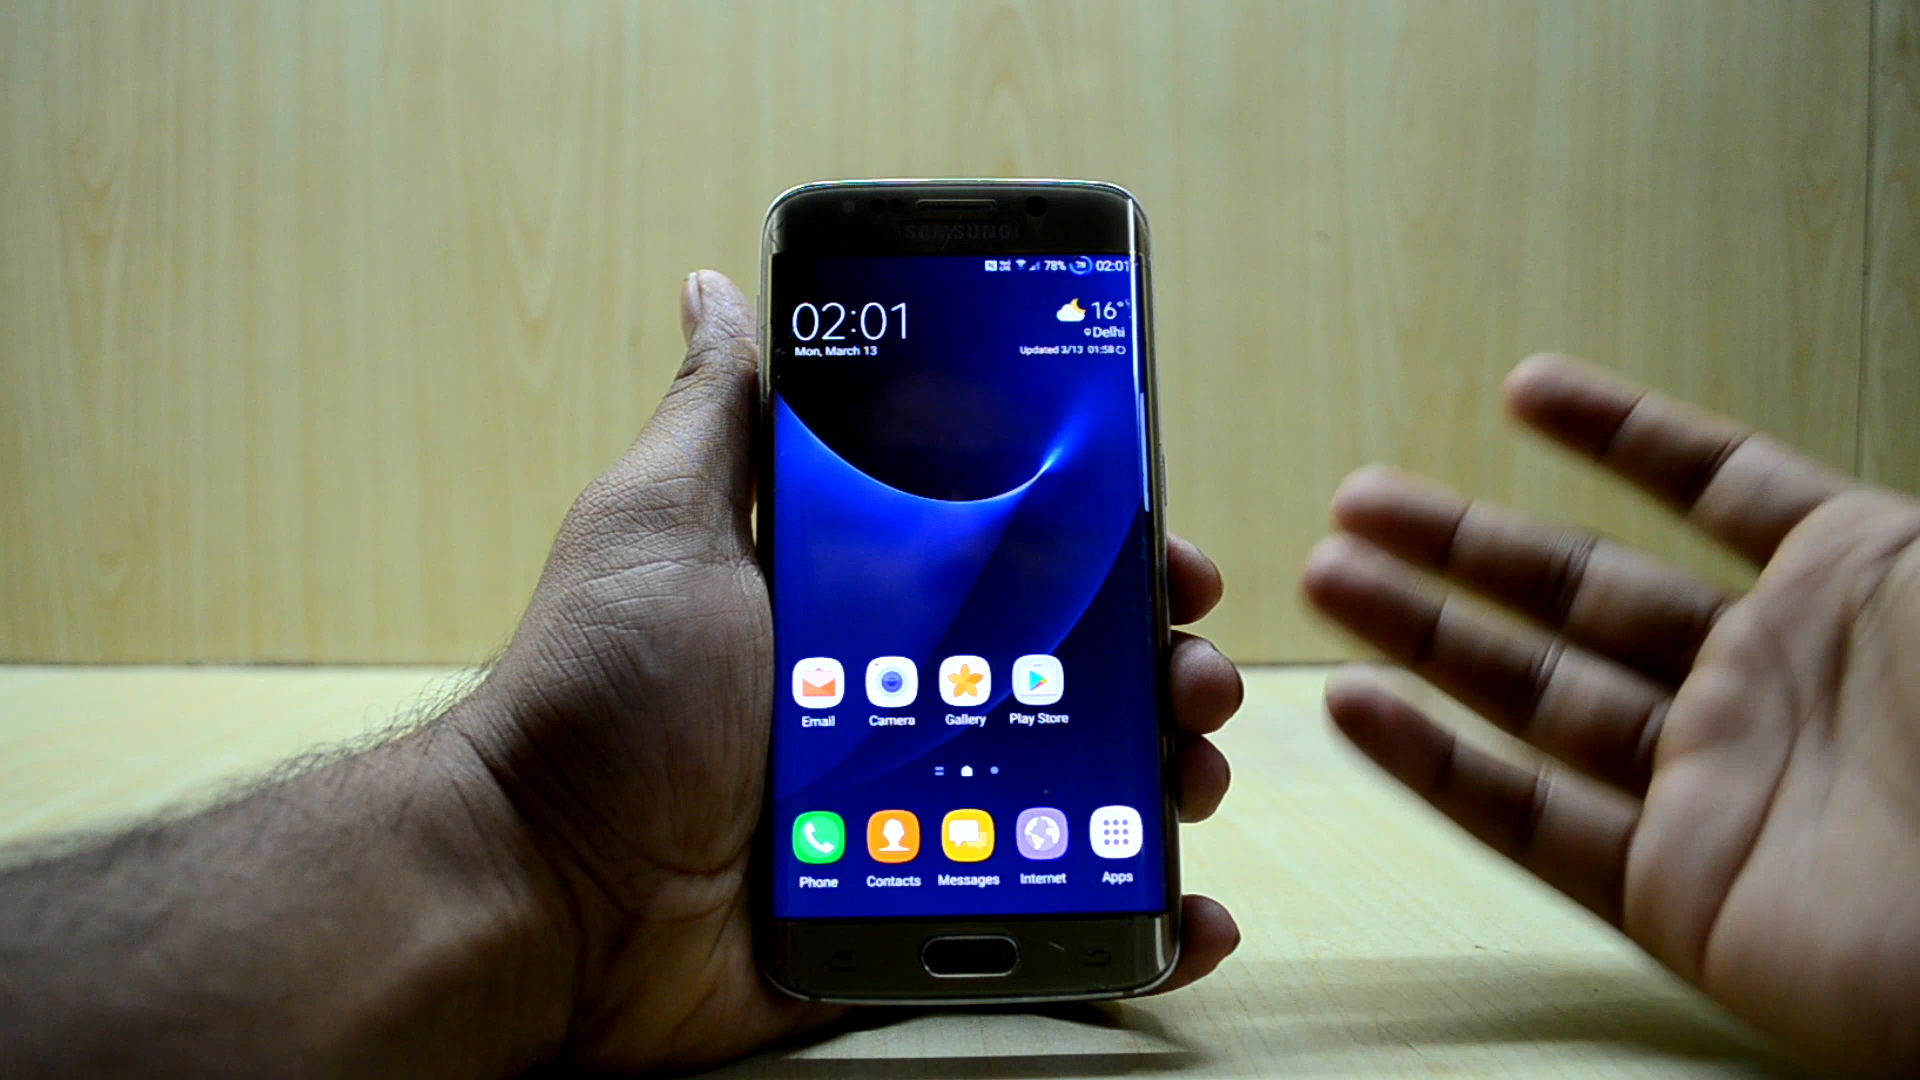 SAMSUNG
78% 02:01
02:01
Mon, March 13
16°
Delhi
Updated 3/13 01:58
Email Camera Gallery Play Store
Phone Contacts Messages Internet Apps